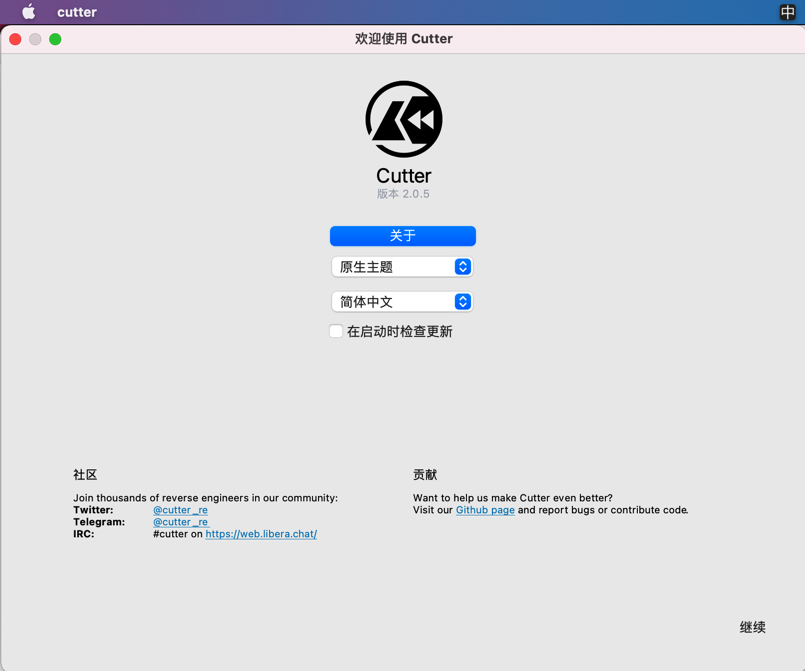 cutter
中
欢迎使用 Cutter
Cutter
版本 2.0.5
关于
原生主题
简体中文
在启动时检查更新
社区
Join thousands of reverse engineers in our community:
Twitter: @cutter_re
Telegram: @cutter_re
IRC: #cutter on https://web.libera.chat/
贡献
Want to help us make Cutter even better?
Visit our Github page and report bugs or contribute code.
继续